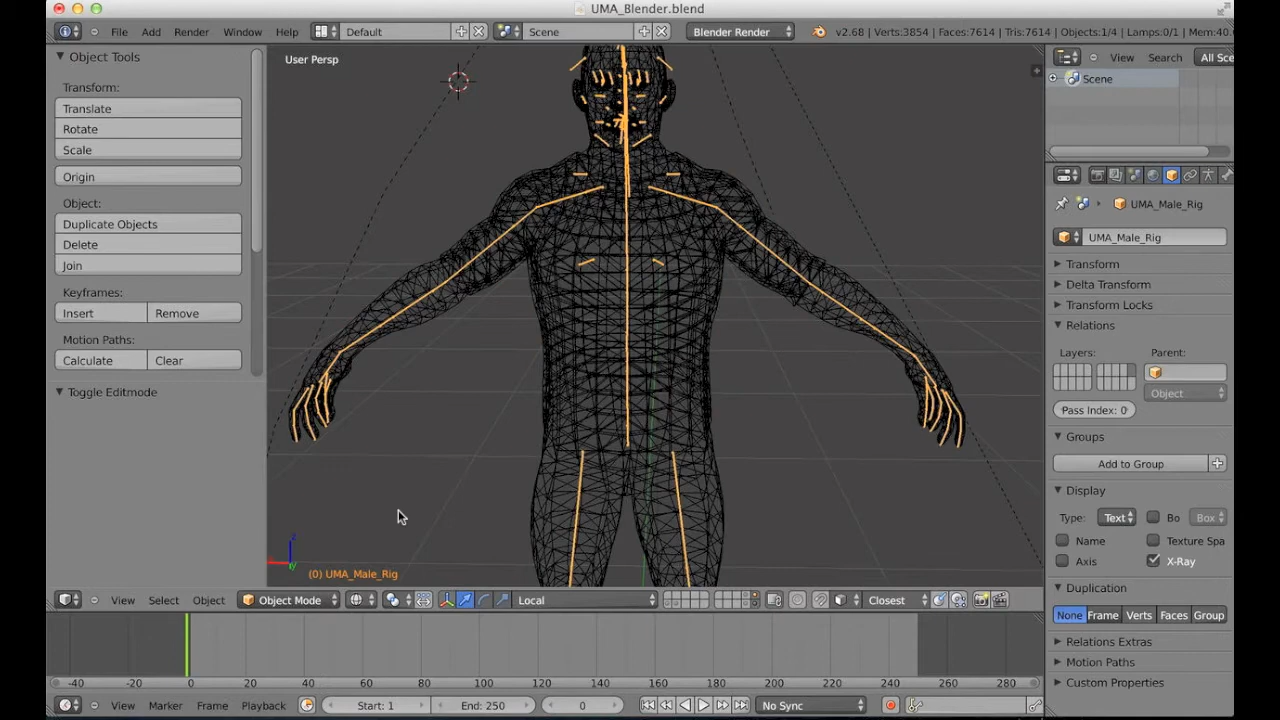 UMA_Blender.blend
File Add Render Window Help Default Scene Blender Render v2.68 | Verts:3854 | Faces:7614 | Tris:7614 | Objects:1/4 | Lamps:0/1 | Mem:40.
Object Tools
Transform:
Translate
Rotate
Scale
Origin
Object:
Duplicate Objects
Delete
Join
Keyframes:
Insert Remove
Motion Paths:
Calculate Clear
Toggle Editmode
User Persp
(0) UMA_Male_Rig
View Search All Sce
Scene
UMA_Male_Rig
UMA_Male_Rig
Transform
Delta Transform
Transform Locks
Relations
Layers: Parent:
Object
Pass Index: 0
Groups
Add to Group
Display
Type: Text Bo Box
Name Texture Spa
Axis X-Ray
Duplication
None Frame Verts Faces Group
Relations Extras
Motion Paths
Custom Properties
View Select Object Object Mode Local Closest
-40 -20 0 20 40 60 80 100 120 140 160 180 200 220 240 260 280
View Marker Frame Playback Start: 1 End: 250 0 No Sync